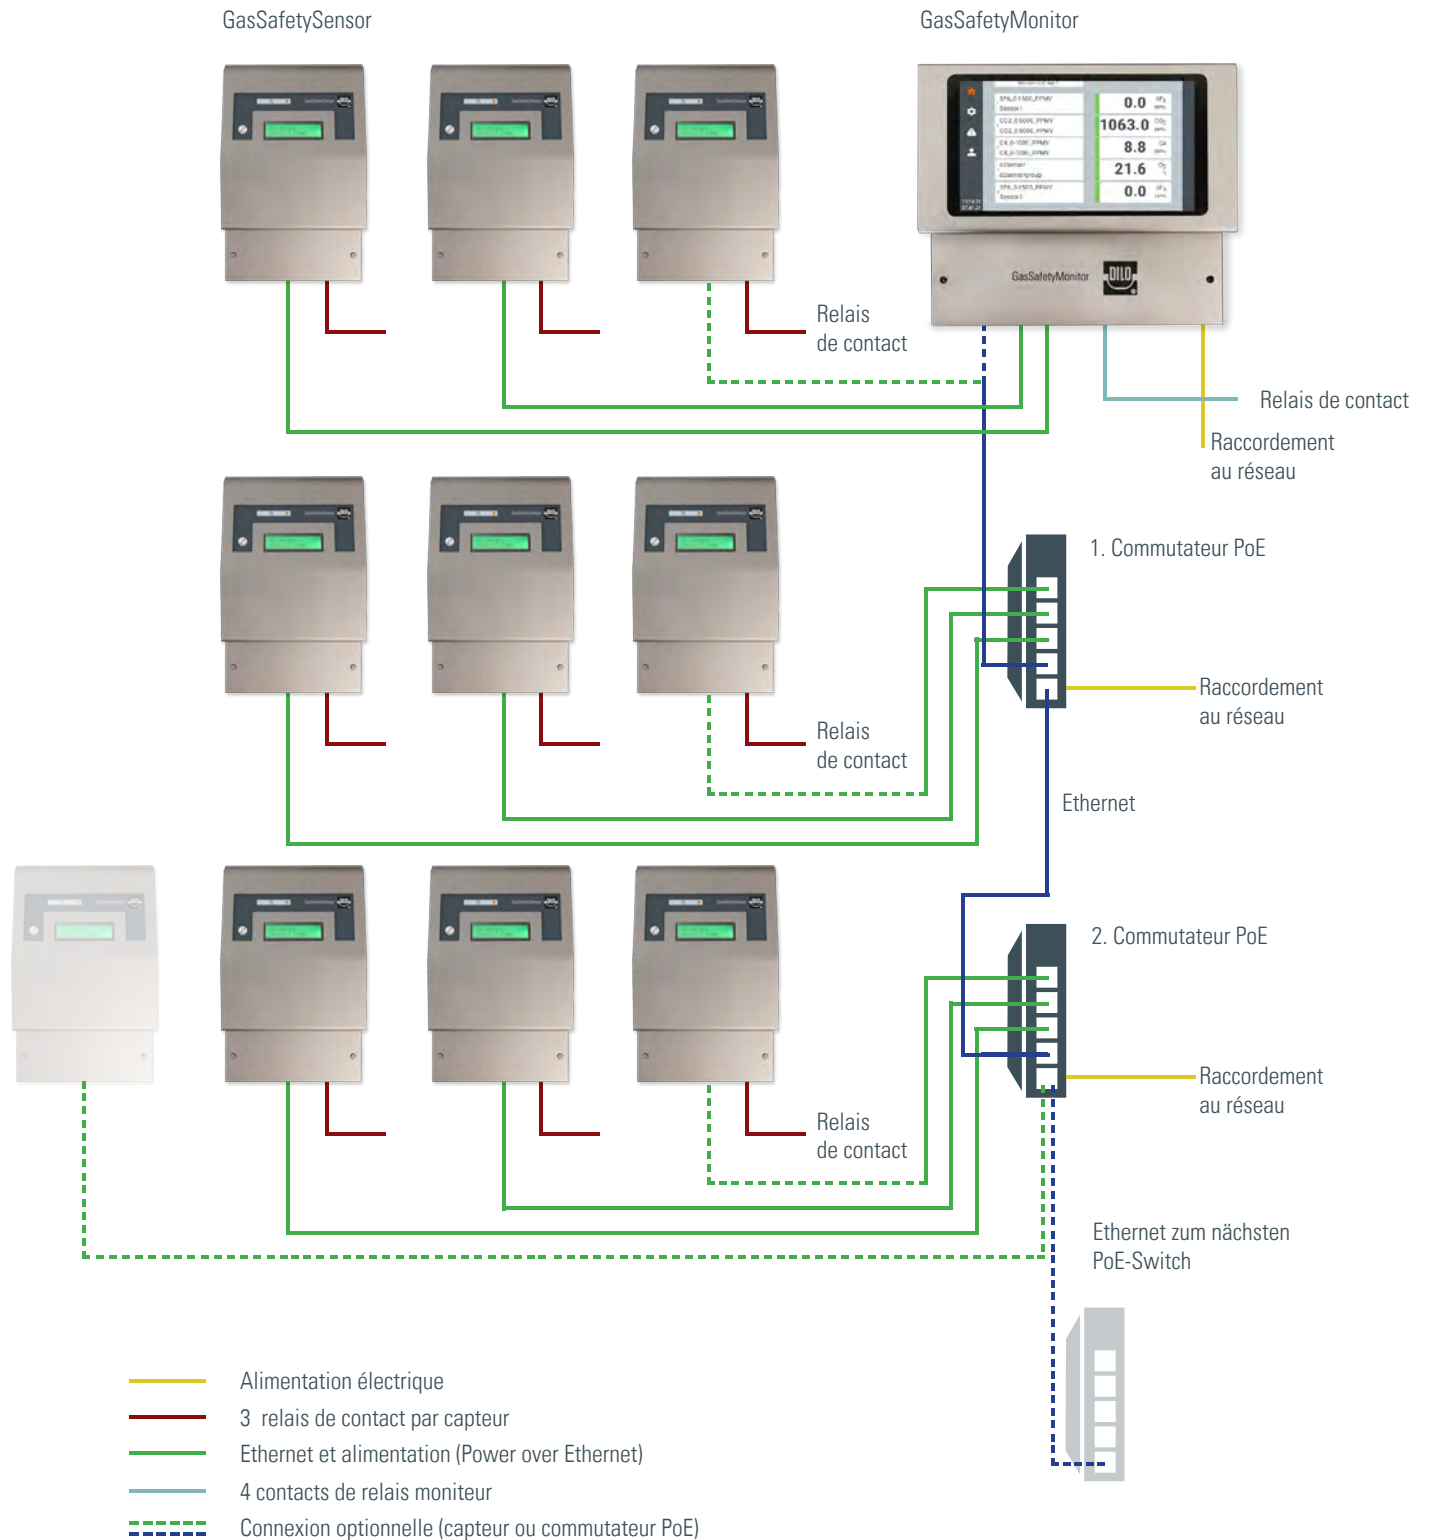 GasSafetySensor
GasSafetyMonitor
0.0
1063.0
8.8
21.6
0.0
GasSafetyMonitor
DILO
Relais
de contact
Relais de contact
Raccordement
au réseau
1. Commutateur PoE
Raccordement
au réseau
Relais
de contact
Ethernet
2. Commutateur PoE
Raccordement
au réseau
Relais
de contact
Ethernet zum nächsten
PoE-Switch
Alimentation électrique
3 relais de contact par capteur
Ethernet et alimentation (Power over Ethernet)
4 contacts de relais moniteur
Connexion optionnelle (capteur ou commutateur PoE)